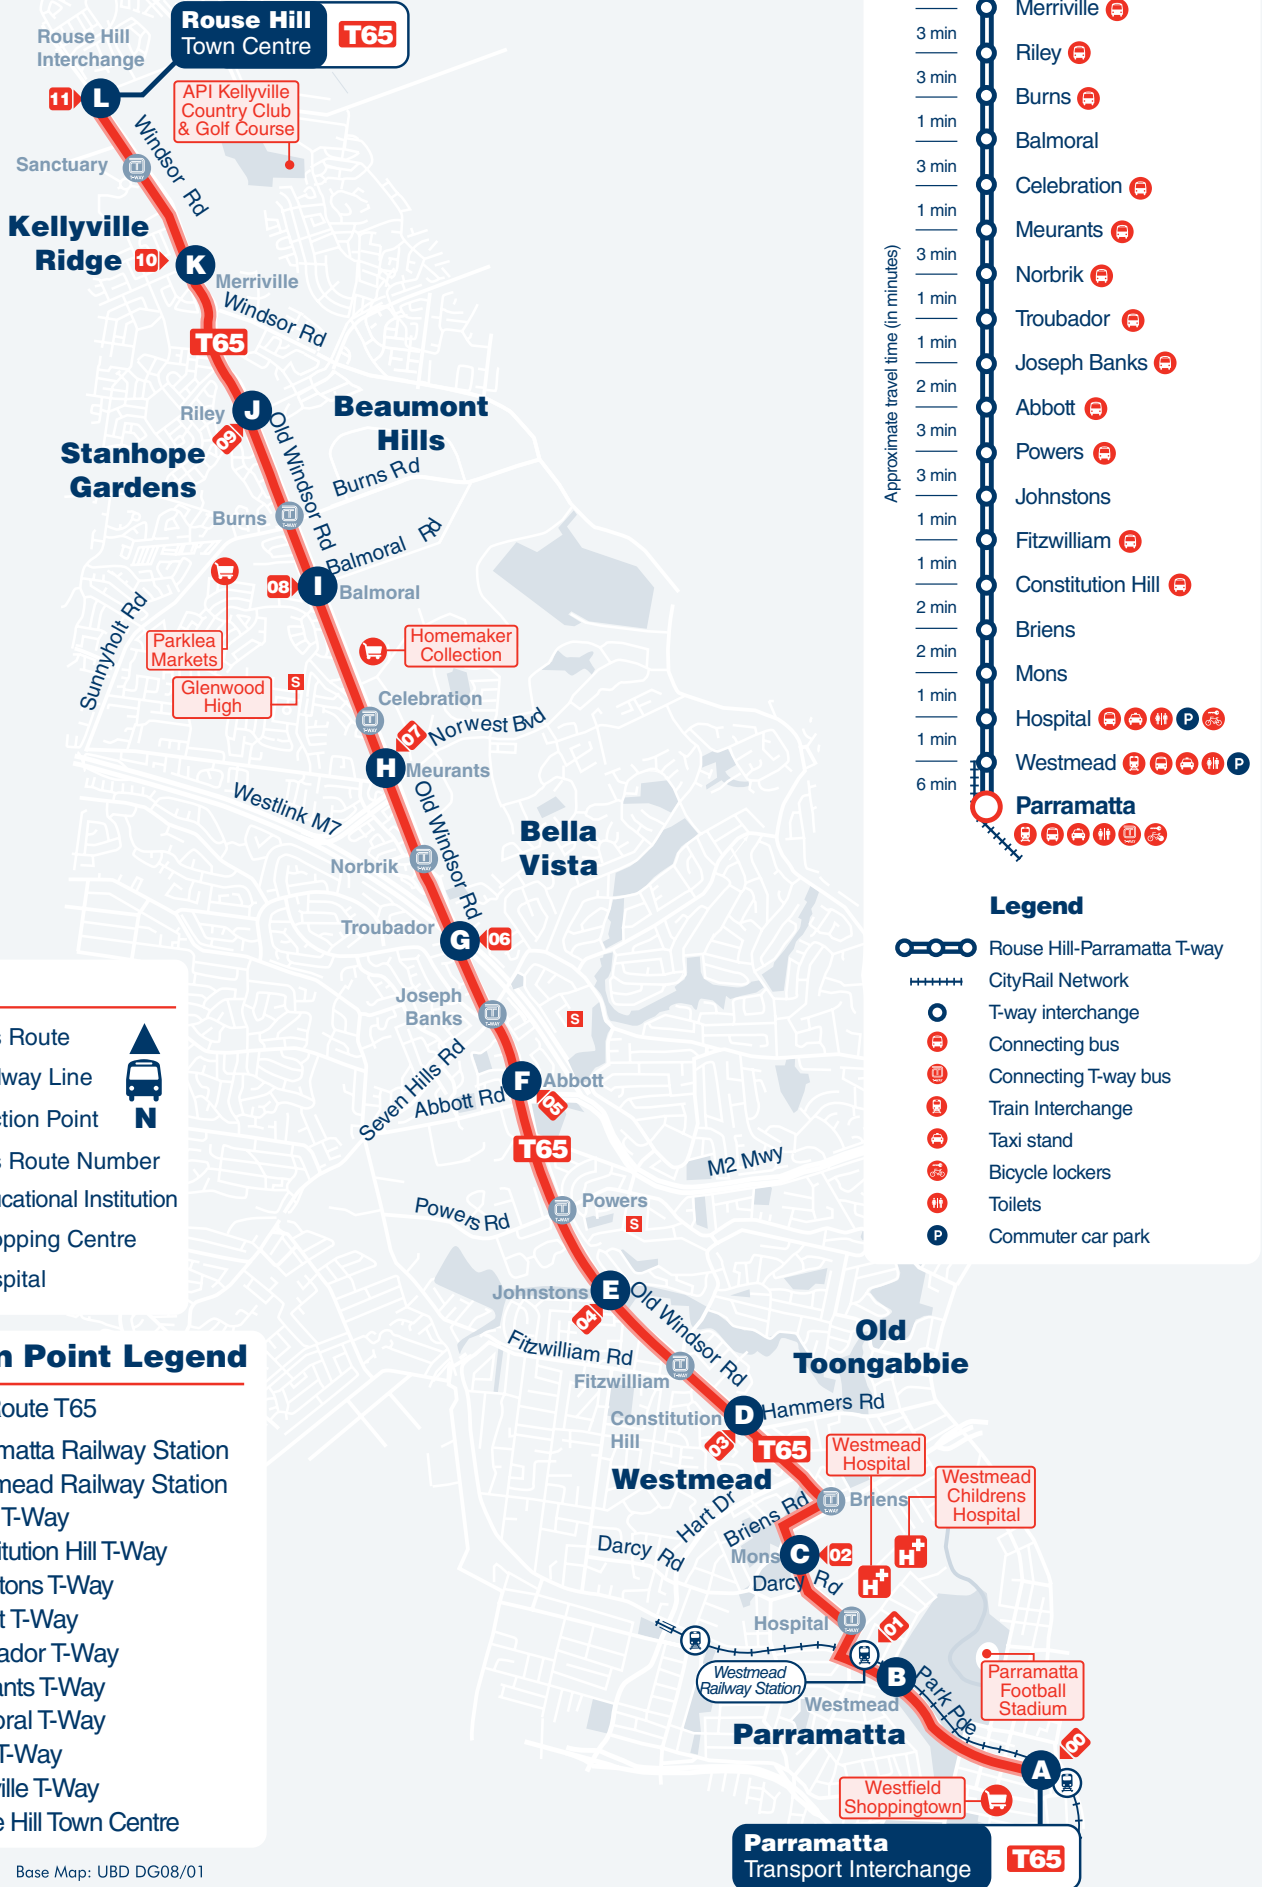 Rouse Hill
Town Centre
T65
Rouse Hill
Interchange
11
L
API Kellyville
Country Club
& Golf Course
Windsor Rd
Sanctuary
Kellyville
Ridge
10
K
Merriville
Windsor Rd
T65
Riley
J
09
Old Windsor Rd
Beaumont
Hills
Stanhope
Gardens
Burns Rd
Burns
Balmoral Rd
08
I
Balmoral
Sunnyholt Rd
Parklea
Markets
Homemaker
Collection
Glenwood
High
S
Celebration
07
Norwest Bvd
H
Meurants
Westlink M7
Old Windsor Rd
Bella
Vista
Norbrik
Troubador
G
06
Joseph
Banks
S
Seven Hills Rd
F
Abbott
Abbott Rd
05
T65
M2 Mwy
Powers
Powers Rd
S
Johnstons
E
04
Old Windsor Rd
Fitzwilliam Rd
Fitzwilliam
Old
Toongabbie
Constitution
Hill
D
Hammers Rd
03
T65
Westmead
Westmead
Hospital
Westmead
Childrens
Hospital
Briens
Hart Dr
Briens Rd
Darcy Rd
Mons
C
02
H
H
Darcy Rd
Hospital
01
Westmead
Railway Station
B
Westmead
Park Pde
Parramatta
Football
Stadium
Parramatta
00
A
Westfield
Shoppingtown
Parramatta
Transport Interchange
T65
s Route
lway Line
tion Point
N
s Route Number
ucational Institution
opping Centre
spital
n Point Legend
Route T65
matta Railway Station
mead Railway Station
T-Way
itution Hill T-Way
tons T-Way
t T-Way
ador T-Way
ants T-Way
oral T-Way
T-Way
ille T-Way
e Hill Town Centre
Base Map: UBD DG08/01
Approximate travel time (in minutes)
Merriville
3 min
Riley
3 min
Burns
1 min
Balmoral
3 min
Celebration
1 min
Meurants
3 min
Norbrik
1 min
Troubador
1 min
Joseph Banks
2 min
Abbott
3 min
Powers
3 min
Johnstons
1 min
Fitzwilliam
1 min
Constitution Hill
2 min
Briens
2 min
Mons
1 min
Hospital P
1 min
Westmead P
6 min
Parramatta
Legend
Rouse Hill-Parramatta T-way
CityRail Network
T-way interchange
Connecting bus
Connecting T-way bus
Train Interchange
Taxi stand
Bicycle lockers
Toilets
P Commuter car park